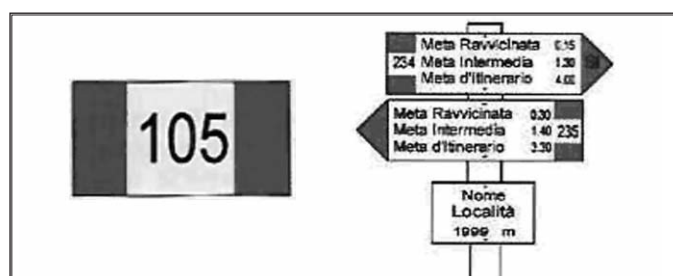 105
Meta Ravvicinata 0.15
234 Meta Intermedia 1.30
Meta d'Itinerario 4.00
SI
Meta Ravvicinata 0.30
Meta Intermedia 1.40 235
Meta d'Itinerario 3.30
Nome
Località
1999 m